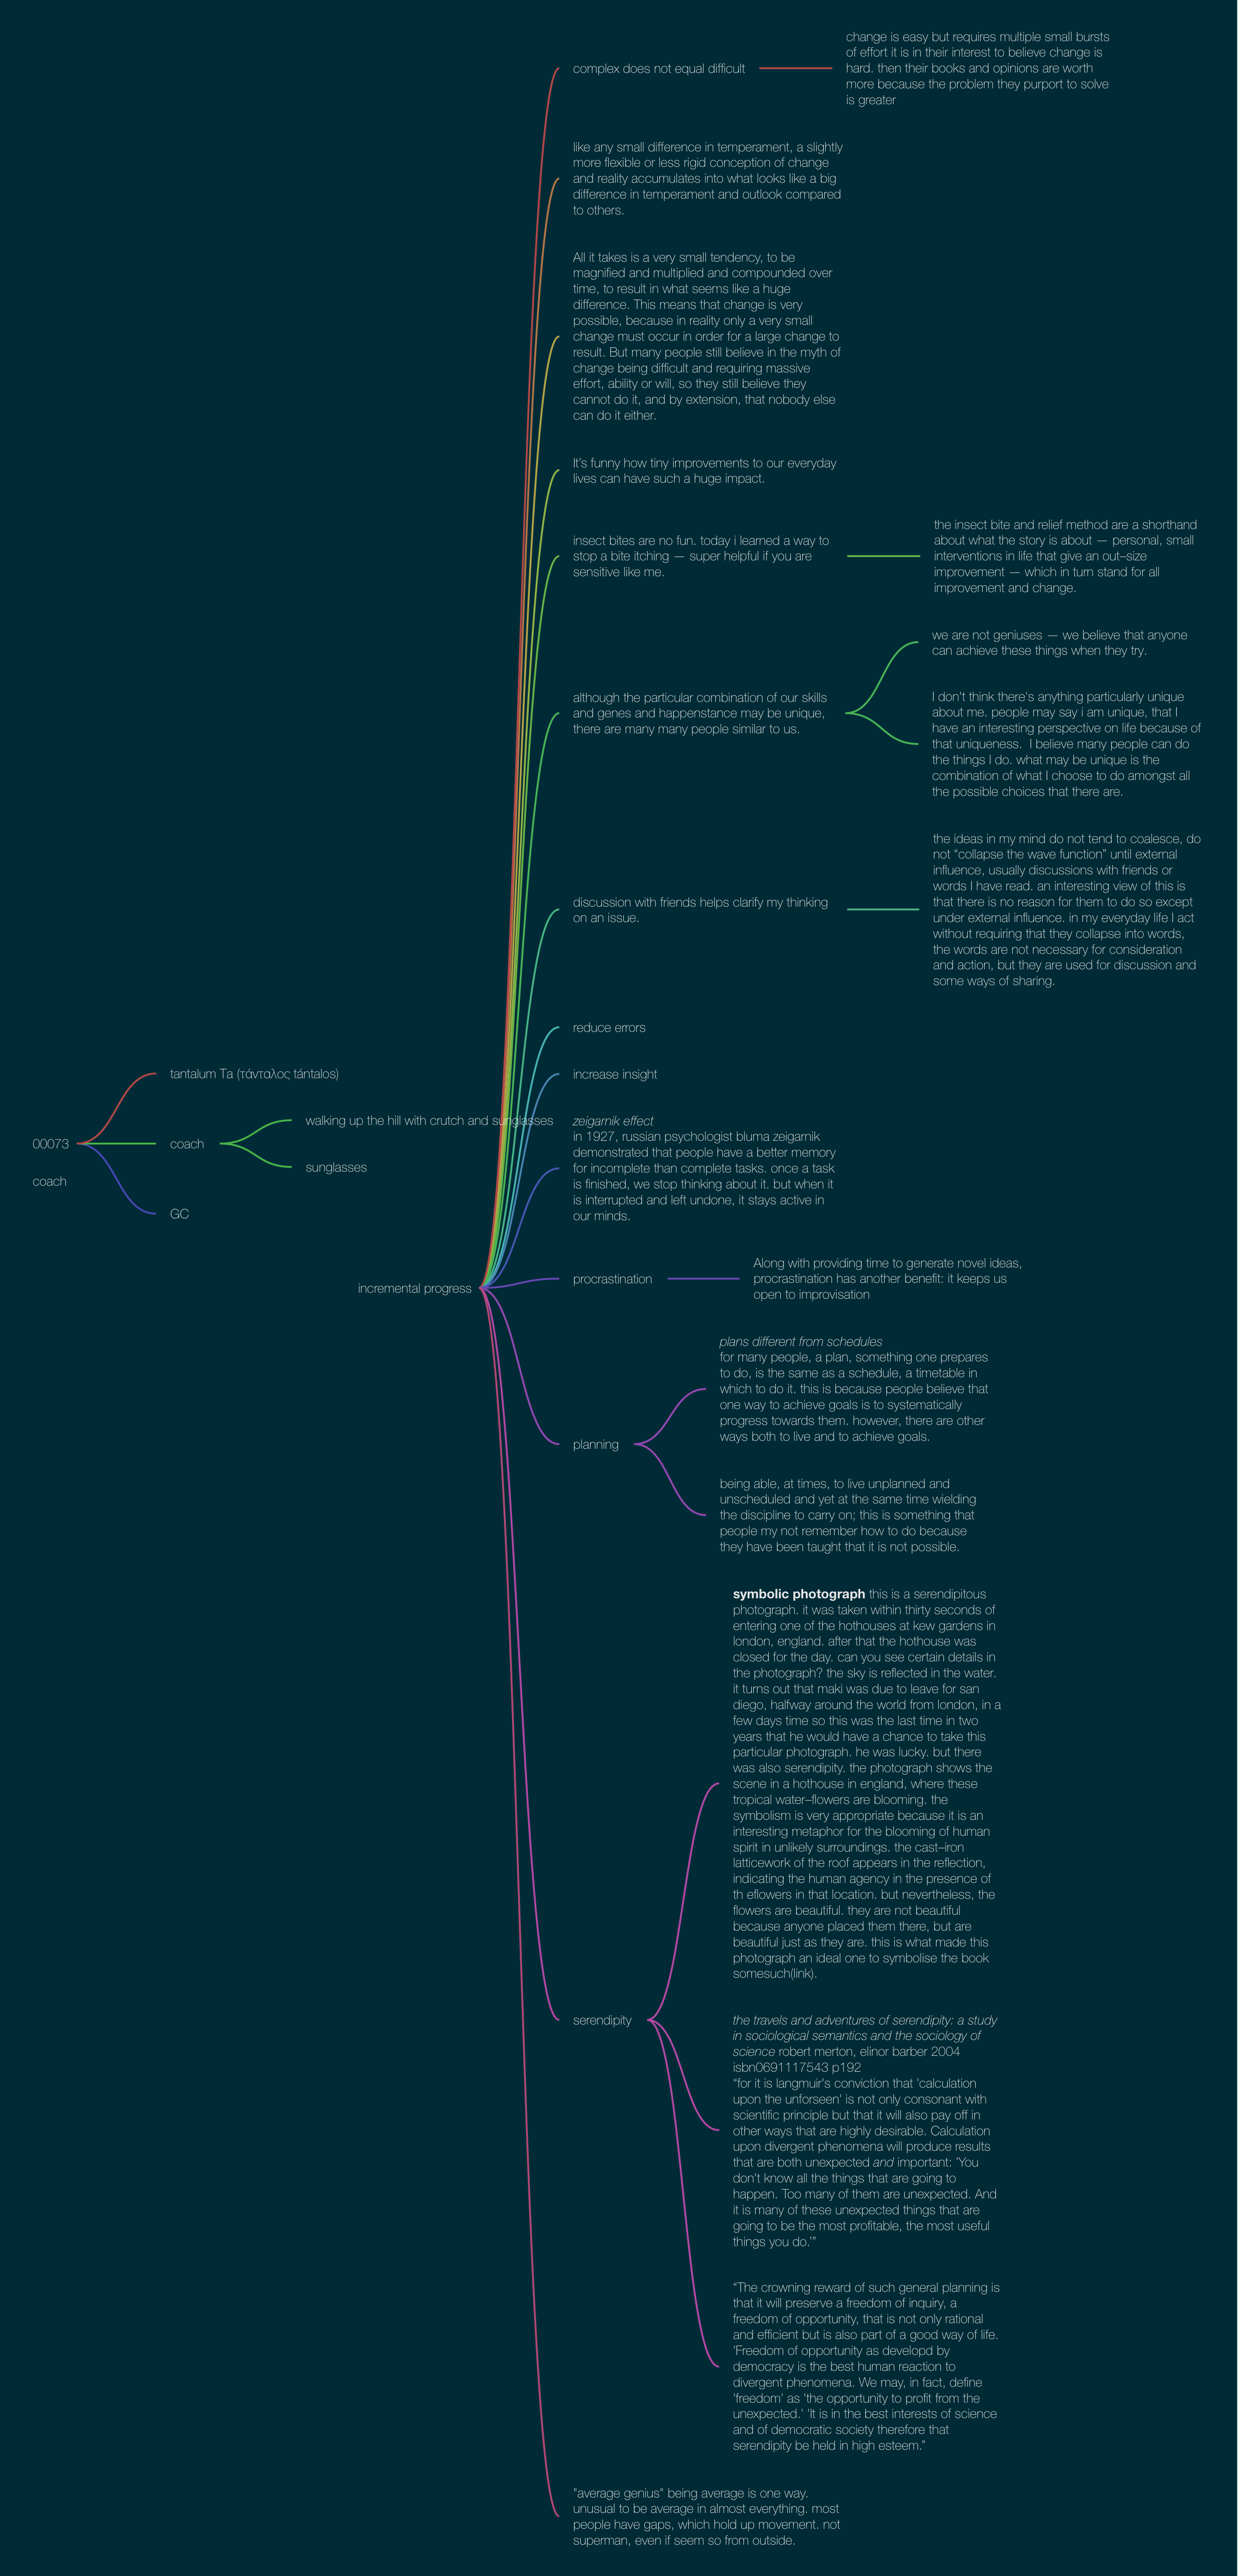 00073
coach
tantalum Ta (τάνταλος tántalos)
coach
walking up the hill with crutch and sunglasses
sunglasses
GC
incremental progress
complex does not equal difficult
change is easy but requires multiple small bursts
of effort it is in their interest to believe change is
hard. then their books and opinions are worth
more because the problem they purport to solve
is greater
like any small difference in temperament, a slightly
more flexible or less rigid conception of change
and reality accumulates into what looks like a big
difference in temperament and outlook compared
to others.
All it takes is a very small tendency, to be
magnified and multiplied and compounded over
time, to result in what seems like a huge
difference. This means that change is very
possible, because in reality only a very small
change must occur in order for a large change to
result. But many people still believe in the myth of
change being difficult and requiring massive
effort, ability or will, so they still believe they
cannot do it, and by extension, that nobody else
can do it either.
It's funny how tiny improvements to our everyday
lives can have such a huge impact.
insect bites are no fun. today i learned a way to
stop a bite itching — super helpful if you are
sensitive like me.
the insect bite and relief method are a shorthand
about what the story is about — personal, small
interventions in life that give an out–size
improvement — which in turn stand for all
improvement and change.
although the particular combination of our skills
and genes and happenstance may be unique,
there are many many people similar to us.
we are not geniuses — we believe that anyone
can achieve these things when they try.
I don't think there's anything particularly unique
about me. people may say i am unique, that I
have an interesting perspective on life because of
that uniqueness.  I believe many people can do
the things I do. what may be unique is the
combination of what I choose to do amongst all
the possible choices that there are.
discussion with friends helps clarify my thinking
on an issue.
the ideas in my mind do not tend to coalesce, do
not “collapse the wave function” until external
influence, usually discussions with friends or
words I have read. an interesting view of this is
that there is no reason for them to do so except
under external influence. in my everyday life I act
without requiring that they collapse into words,
the words are not necessary for consideration
and action, but they are used for discussion and
some ways of sharing.
reduce errors
increase insight
zeigarnik effect
in 1927, russian psychologist bluma zeigarnik
demonstrated that people have a better memory
for incomplete than complete tasks. once a task
is finished, we stop thinking about it. but when it
is interrupted and left undone, it stays active in
our minds.
procrastination
Along with providing time to generate novel ideas,
procrastination has another benefit: it keeps us
open to improvisation
planning
plans different from schedules
for many people, a plan, something one prepares
to do, is the same as a schedule, a timetable in
which to do it. this is because people believe that
one way to achieve goals is to systematically
progress towards them. however, there are other
ways both to live and to achieve goals.
being able, at times, to live unplanned and
unscheduled and yet at the same time wielding
the discipline to carry on; this is something that
people my not remember how to do because
they have been taught that it is not possible.
serendipity
symbolic photograph this is a serendipitous
photograph. it was taken within thirty seconds of
entering one of the hothouses at kew gardens in
london, england. after that the hothouse was
closed for the day. can you see certain details in
the photograph? the sky is reflected in the water.
it turns out that maki was due to leave for san
diego, halfway around the world from london, in a
few days time so this was the last time in two
years that he would have a chance to take this
particular photograph. he was lucky. but there
was also serendipity. the photograph shows the
scene in a hothouse in england, where these
tropical water–flowers are blooming. the
symbolism is very appropriate because it is an
interesting metaphor for the blooming of human
spirit in unlikely surroundings. the cast–iron
latticework of the roof appears in the reflection,
indicating the human agency in the presence of
th eflowers in that location. but nevertheless, the
flowers are beautiful. they are not beautiful
because anyone placed them there, but are
beautiful just as they are. this is what made this
photograph an ideal one to symbolise the book
somesuch(link).
the travels and adventures of serendipity: a study
in sociological semantics and the sociology of
science robert merton, elinor barber 2004
isbn0691117543 p192
“for it is langmuir's conviction that 'calculation
upon the unforseen' is not only consonant with
scientific principle but that it will also pay off in
other ways that are highly desirable. Calculation
upon divergent phenomena will produce results
that are both unexpected and important: 'You
don't know all the things that are going to
happen. Too many of them are unexpected. And
it is many of these unexpected things that are
going to be the most profitable, the most useful
things you do.'”
“The crowning reward of such general planning is
that it will preserve a freedom of inquiry, a
freedom of opportunity, that is not only rational
and efficient but is also part of a good way of life.
'Freedom of opportunity as developd by
democracy is the best human reaction to
divergent phenomena. We may, in fact, define
'freedom' as 'the opportunity to profit from the
unexpected.' 'It is in the best interests of science
and of democratic society therefore that
serendipity be held in high esteem.”
"average genius" being average is one way.
unusual to be average in almost everything. most
people have gaps, which hold up movement. not
superman, even if seem so from outside.